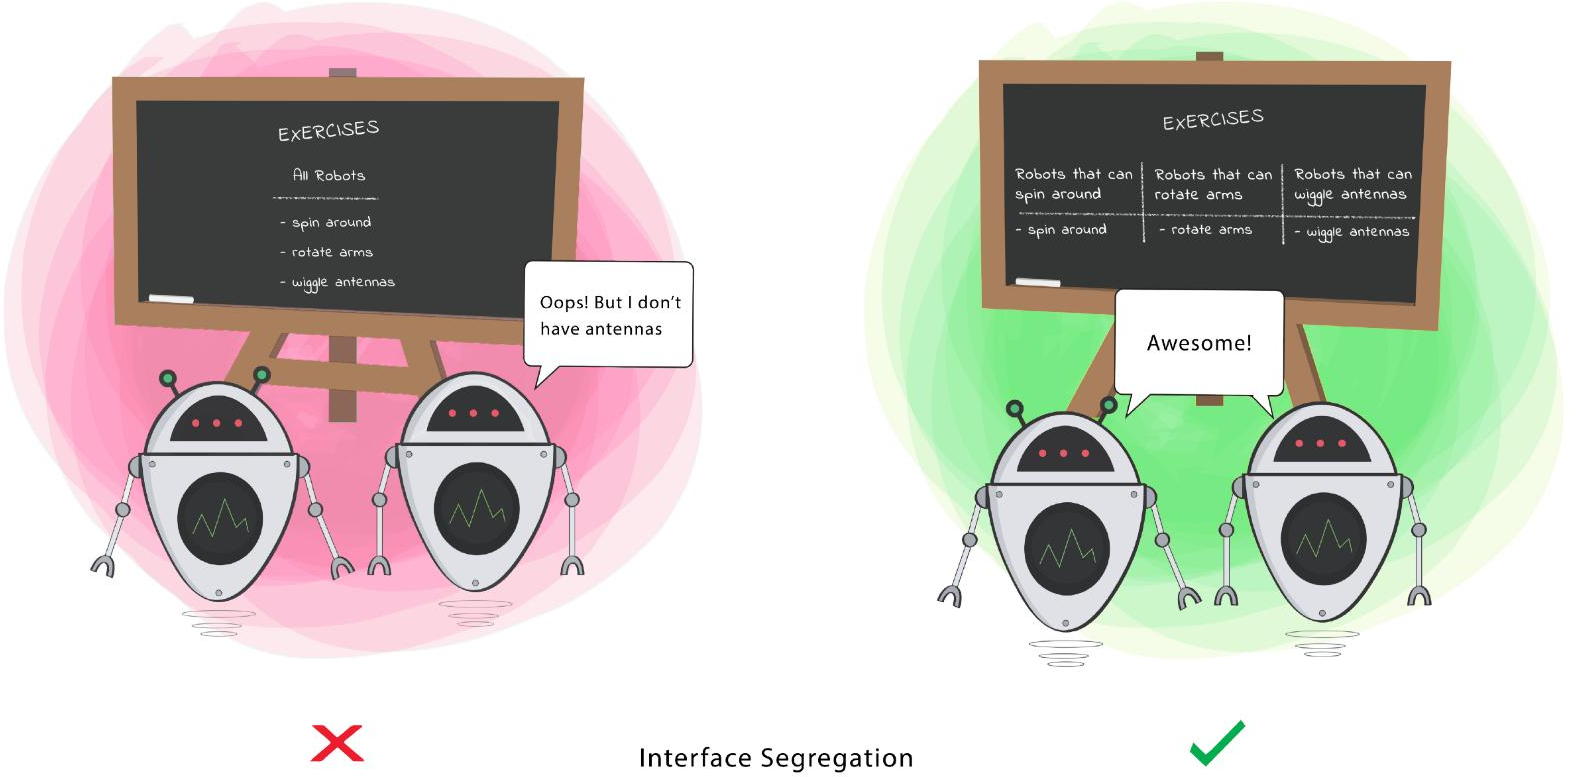 EXERCISES
All Robots
- spin around
- rotate arms
- wiggle antennas
Oops! But I don't
have antennas
EXERCISES
Robots that can
spin around
- spin around
Robots that can
rotate arms
- rotate arms
Robots that can
wiggle antennas
- wiggle antennas
Awesome!
Interface Segregation